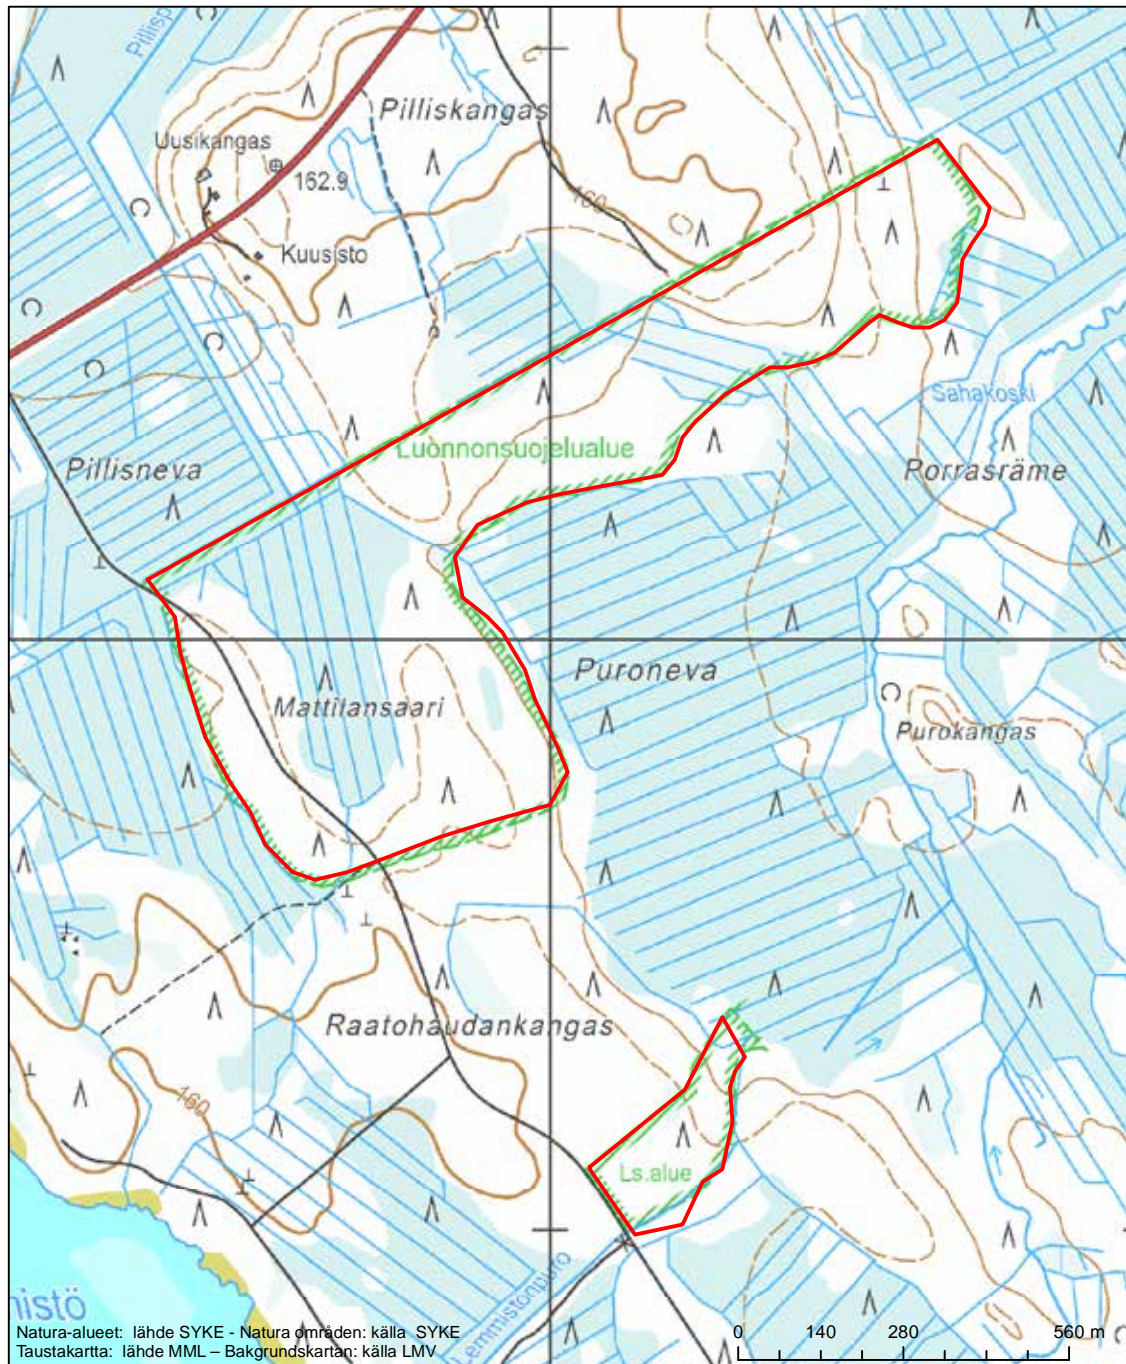 Pilliskangas
Uusikangas
162.9
Kuusisto
160
Luonnonsuojelualue
Sahakoski
Pillisneva
Porrasräme
Puroneva
Mattilansaari
Purokangas
Raatohaudankangas
160
Ls.alue
Lemmistonpuro
nistö
Natura-alueet: lähde SYKE - Natura områden: källa SYKE
Taustakartta: lähde MML – Bakgrundskartan: källa LMV
0 140 280 560 m